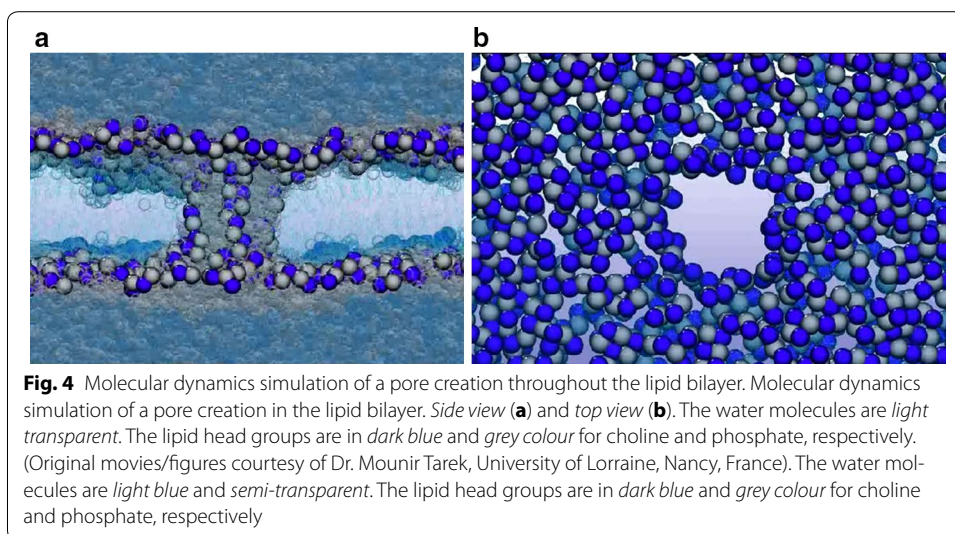 a
b
Fig. 4 Molecular dynamics simulation of a pore creation throughout the lipid bilayer. Molecular dynamics
simulation of a pore creation in the lipid bilayer. Side view (a) and top view (b). The water molecules are light
transparent. The lipid head groups are in dark blue and grey colour for choline and phosphate, respectively.
(Original movies/figures courtesy of Dr. Mounir Tarek, University of Lorraine, Nancy, France). The water mol-
ecules are light blue and semi-transparent. The lipid head groups are in dark blue and grey colour for choline
and phosphate, respectively